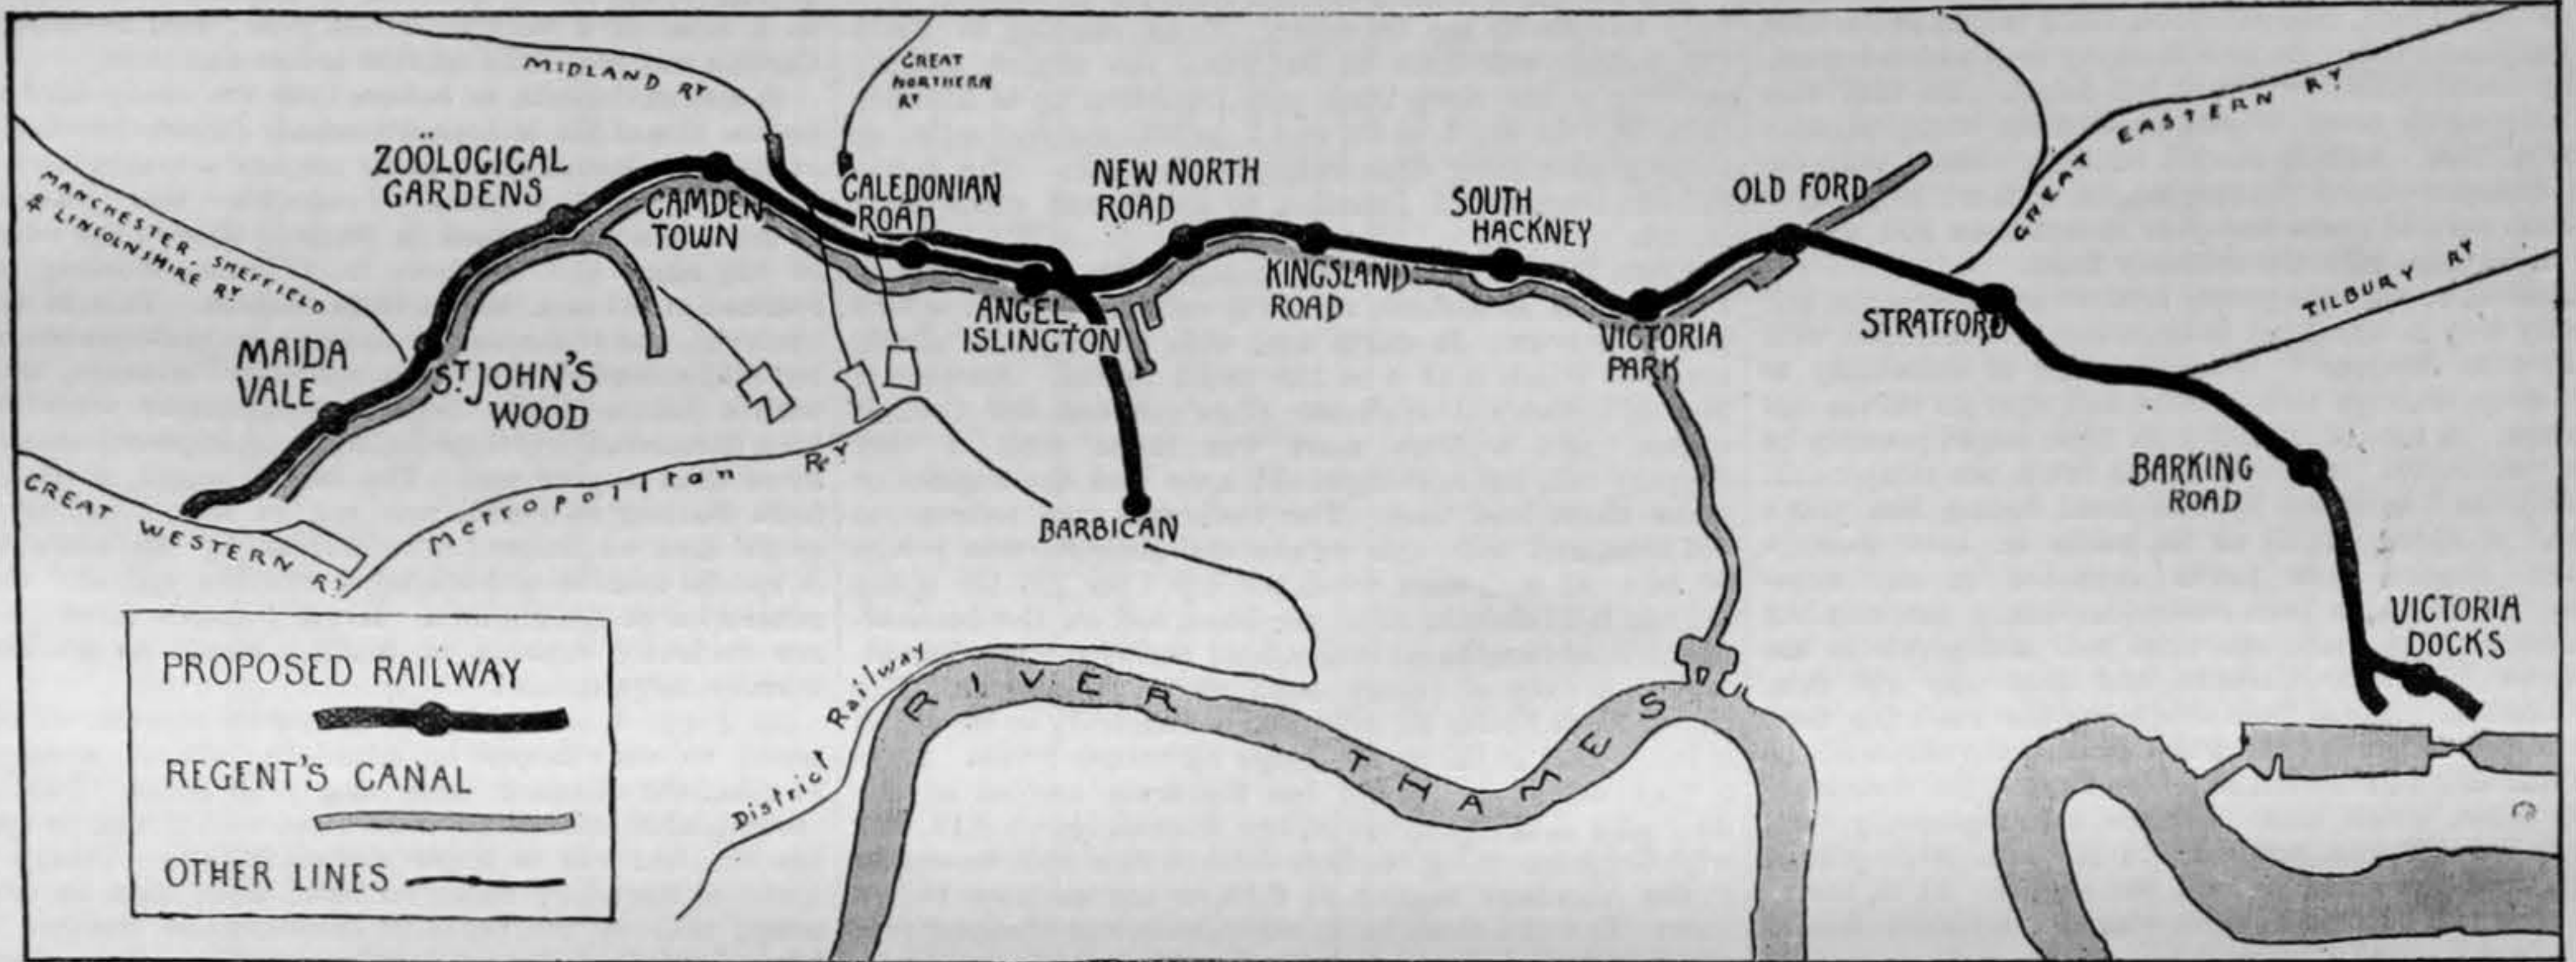 MIDLAND RY
GREAT
NORTHERN
RY
GREAT EASTERN RY
ZOÖLOGICAL
GARDENS
MANCHESTER, SHEFFIELD
& LINCOLNSHIRE RY
CAMDEN
TOWN
CALEDONIAN
ROAD
NEW NORTH
ROAD
SOUTH
HACKNEY
OLD FORD
KINGSLAND
ROAD
ANGEL
ISLINGTON
VICTORIA
PARK
STRATFORD
TILBURY RY
MAIDA
VALE
ST JOHN'S
WOOD
GREAT WESTERN RY
Metropolitan Ry
BARBICAN
BARKING
ROAD
VICTORIA
DOCKS
District Railway
RIVER THAMES
PROPOSED RAILWAY
REGENT'S CANAL
OTHER LINES